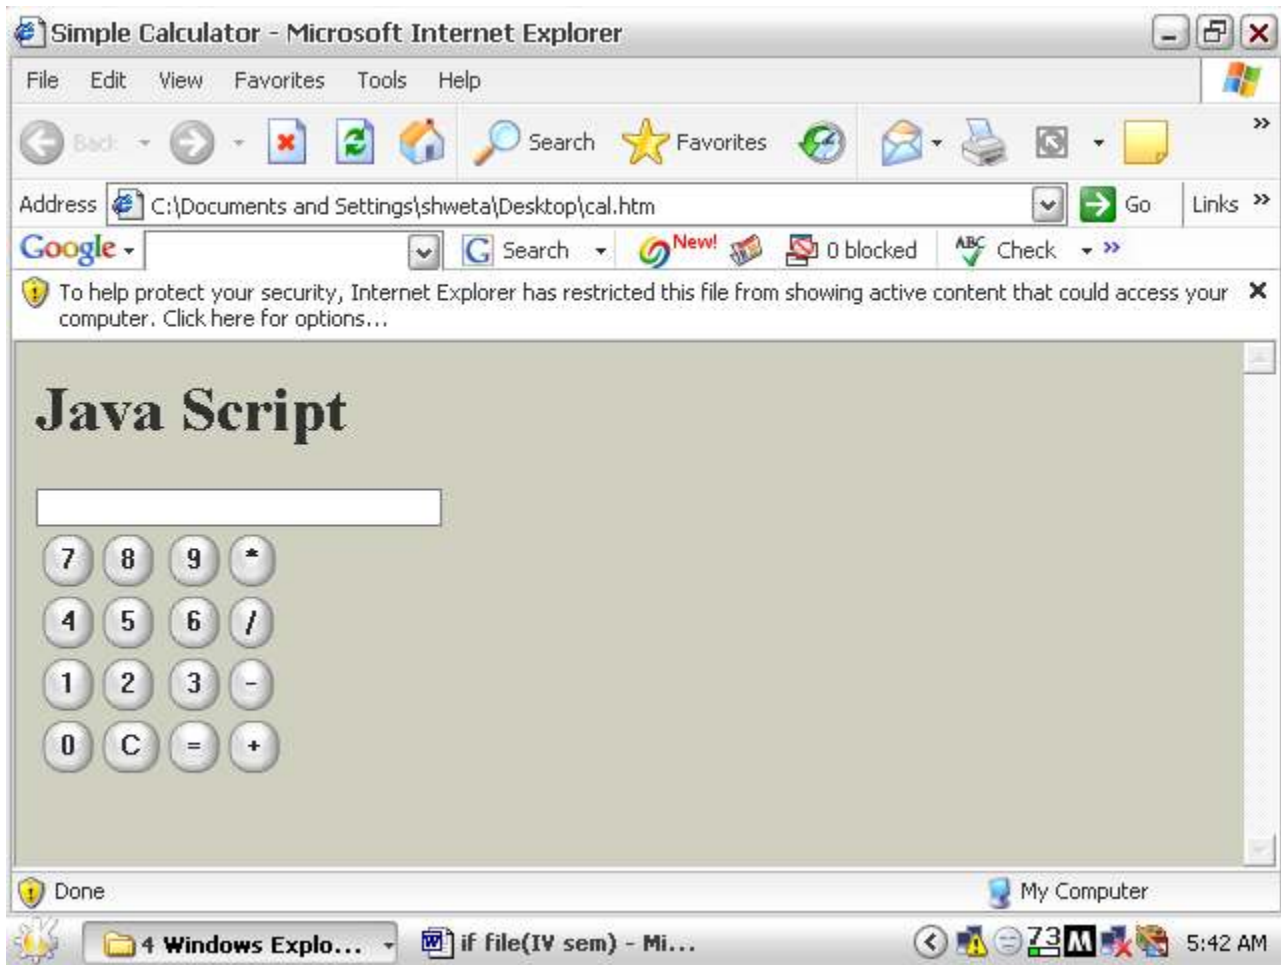 Simple Calculator - Microsoft Internet Explorer
File Edit View Favorites Tools Help
Back Search Favorites »
Address C:\Documents and Settings\shweta\Desktop\cal.htm Go Links »
Google G Search New! 0 blocked ABC Check »
To help protect your security, Internet Explorer has restricted this file from showing active content that could access your
computer. Click here for options...
Java Script
7 8 9 *
4 5 6 /
1 2 3 -
0 C = +
Done My Computer
4 Windows Explo... if file(IV sem) - Mi... 73 M 5:42 AM